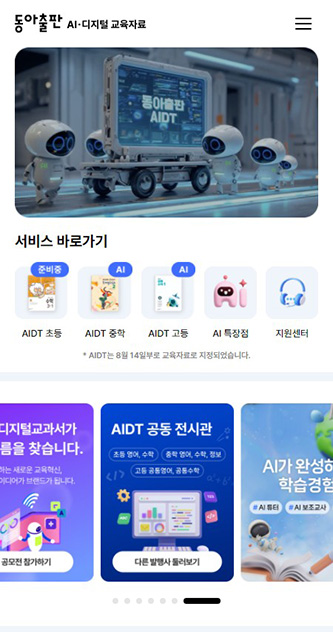 동아출판 AI·디지털 교육자료
동아출판
AIDT
서비스 바로가기
준비중
AI
AI
AIDT 초등
AIDT 중학
AIDT 고등
AI 특장점
지원센터
* AIDT는 8월 14일부로 교육자료로 지정되었습니다.
디지털교과서가
름을 찾습니다.
하는 새로운 교육혁신,
이디어가 브랜드가 됩니다.
공모전 참가하기
AIDT 공동 전시관
초등 영어, 수학
중학 영어, 수학, 정보
고등 공통영어, 공통수학
다른 발행사 둘러보기
AI가 완성하
학습경험
# AI 튜터
# AI 보조교사